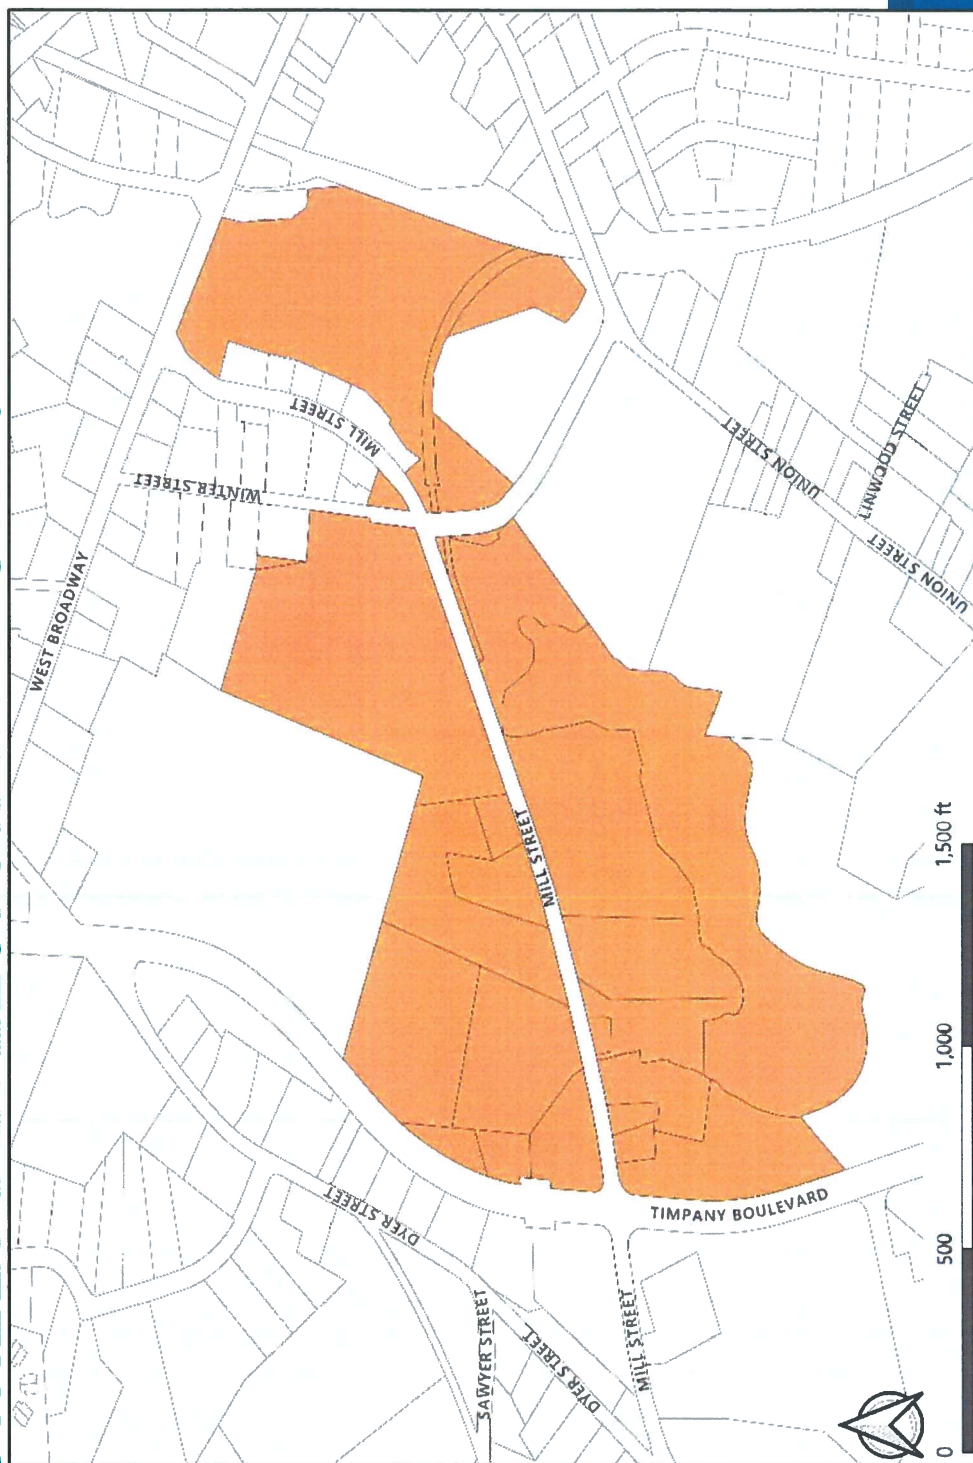 MILL STREET
WINTER STREET
WEST BROADWAY
UNION STREET
LINWOOD STREET
UNION STREET
MILL STREET
TIMPANY BOULEVARD
DYER STREET
SAWYER STREET
DYER STREET
MILL STREET
0 500 1,000 1,500 ft